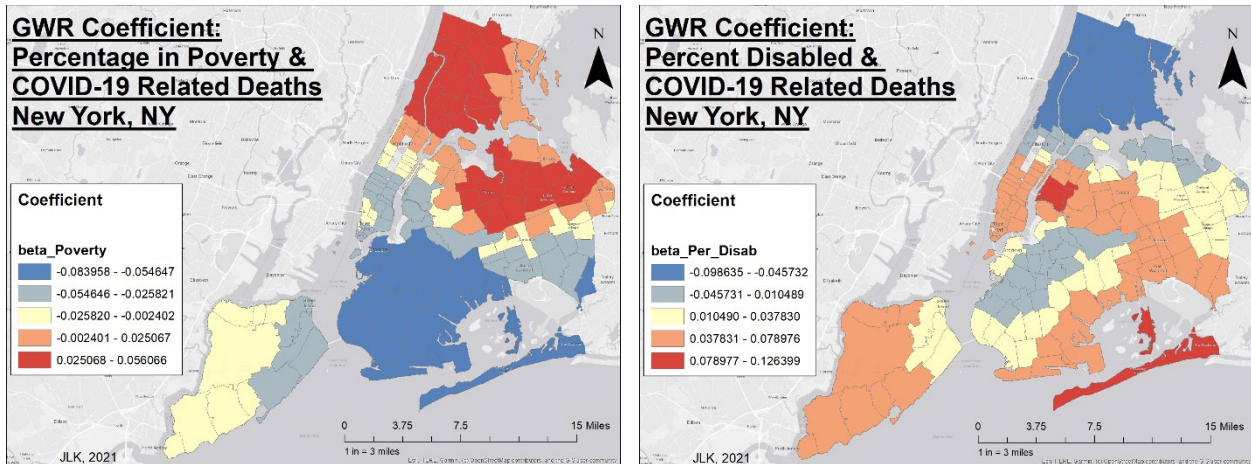 GWR Coefficient:
Percentage in Poverty &
COVID-19 Related Deaths
New York, NY
N
Coefficient
beta_Poverty
-0.083958 - -0.054647
-0.054646 - -0.025821
-0.025820 - -0.002402
-0.002401 - 0.025067
0.025068 - 0.056066
0 3.75 7.5 15 Miles
1 in = 3 miles
JLK, 2021
GWR Coefficient:
Percent Disabled &
COVID-19 Related Deaths
New York, NY
N
Coefficient
beta_Per_Disab
-0.098635 - -0.045732
-0.045731 - 0.010489
0.010490 - 0.037830
0.037831 - 0.078976
0.078977 - 0.126399
0 3.75 7.5 15 Miles
1 in = 3 miles
JLK, 2021